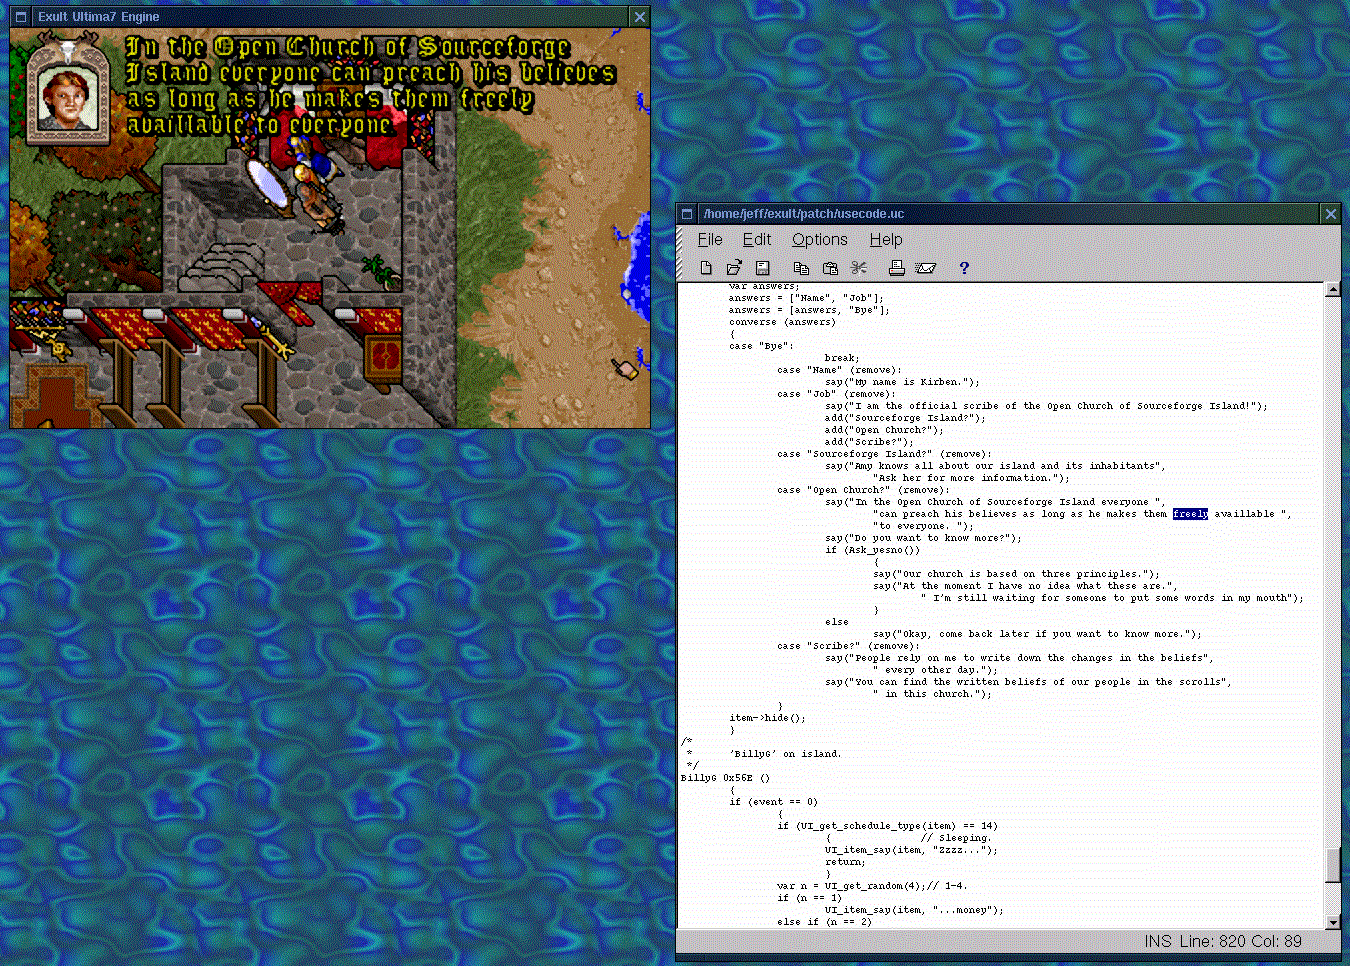 Exult Ultima7 Engine
In the Open Church of Sourceforge
Island everyone can preach his believes
as long as he makes them freely
availlable to everyone.
/home/jeff/exult/patch/usecode.uc
File Edit Options Help
?
var answers;
answers = ["Name", "Job"];
answers = [answers, "Bye"];
converse (answers)
{
case "Bye":
break;
case "Name" (remove):
say("My name is Kirben.");
case "Job" (remove):
say("I am the official scribe of the Open Church of Sourceforge Island!");
add("Sourceforge Island?");
add("Open Church?");
add("Scribe?");
case "Sourceforge Island?" (remove):
say("Amy knows all about our island and its inhabitants",
"Ask her for more information.");
case "Open Church?" (remove):
say("In the Open Church of Sourceforge Island everyone ",
"can preach his believes as long as he makes them freely availlable ",
"to everyone. ");
say("Do you want to know more?");
if (Ask_yesno())
{
say("Our church is based on three principles.");
say("At the moment I have no idea what these are.",
" I'm still waiting for someone to put some words in my mouth");
}
else
say("Okay, come back later if you want to know more.");
case "Scribe?" (remove):
say("People rely on me to write down the changes in the beliefs",
" every other day.");
say("You can find the written beliefs of our people in the scrolls",
" in this church.");
}
item->hide();
}
/*
* 'BillyG' on island.
*/
BillyG 0x56E ()
{
if (event == 0)
{
if (UI_get_schedule_type(item) == 14)
{ // Sleeping.
UI_item_say(item, "Zzzz...");
return;
}
var n = UI_get_random(4);// 1-4.
if (n == 1)
UI_item_say(item, "...money");
else if (n == 2)
INS Line: 820 Col: 89